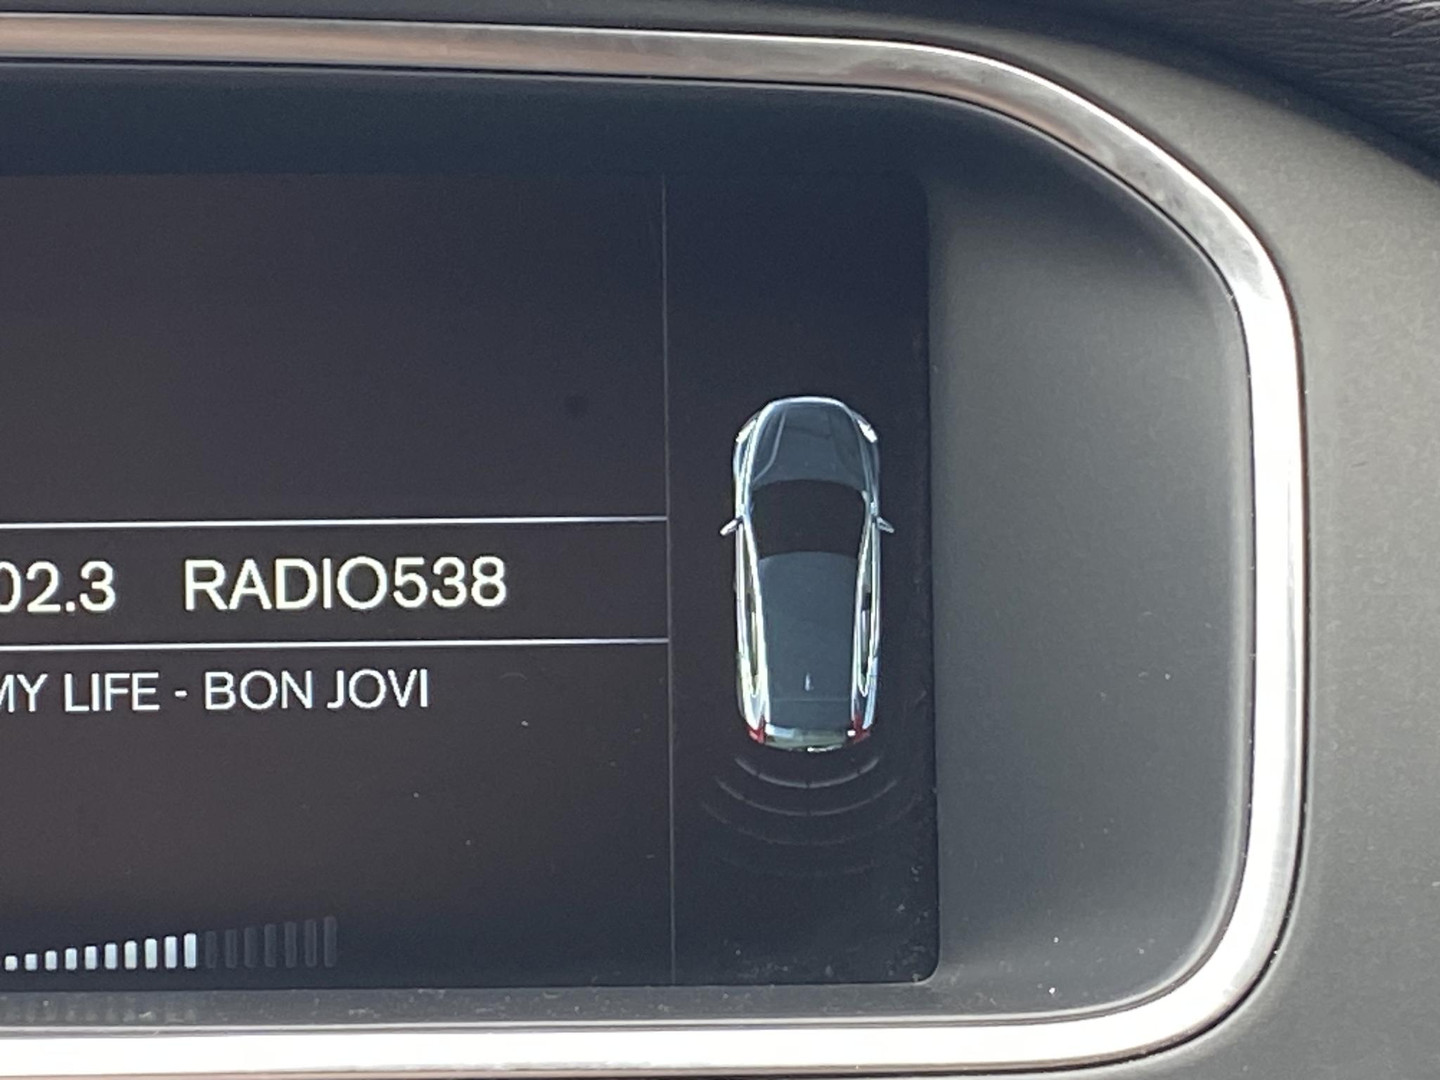 02.3 RADIO538
MY LIFE - BON JOVI